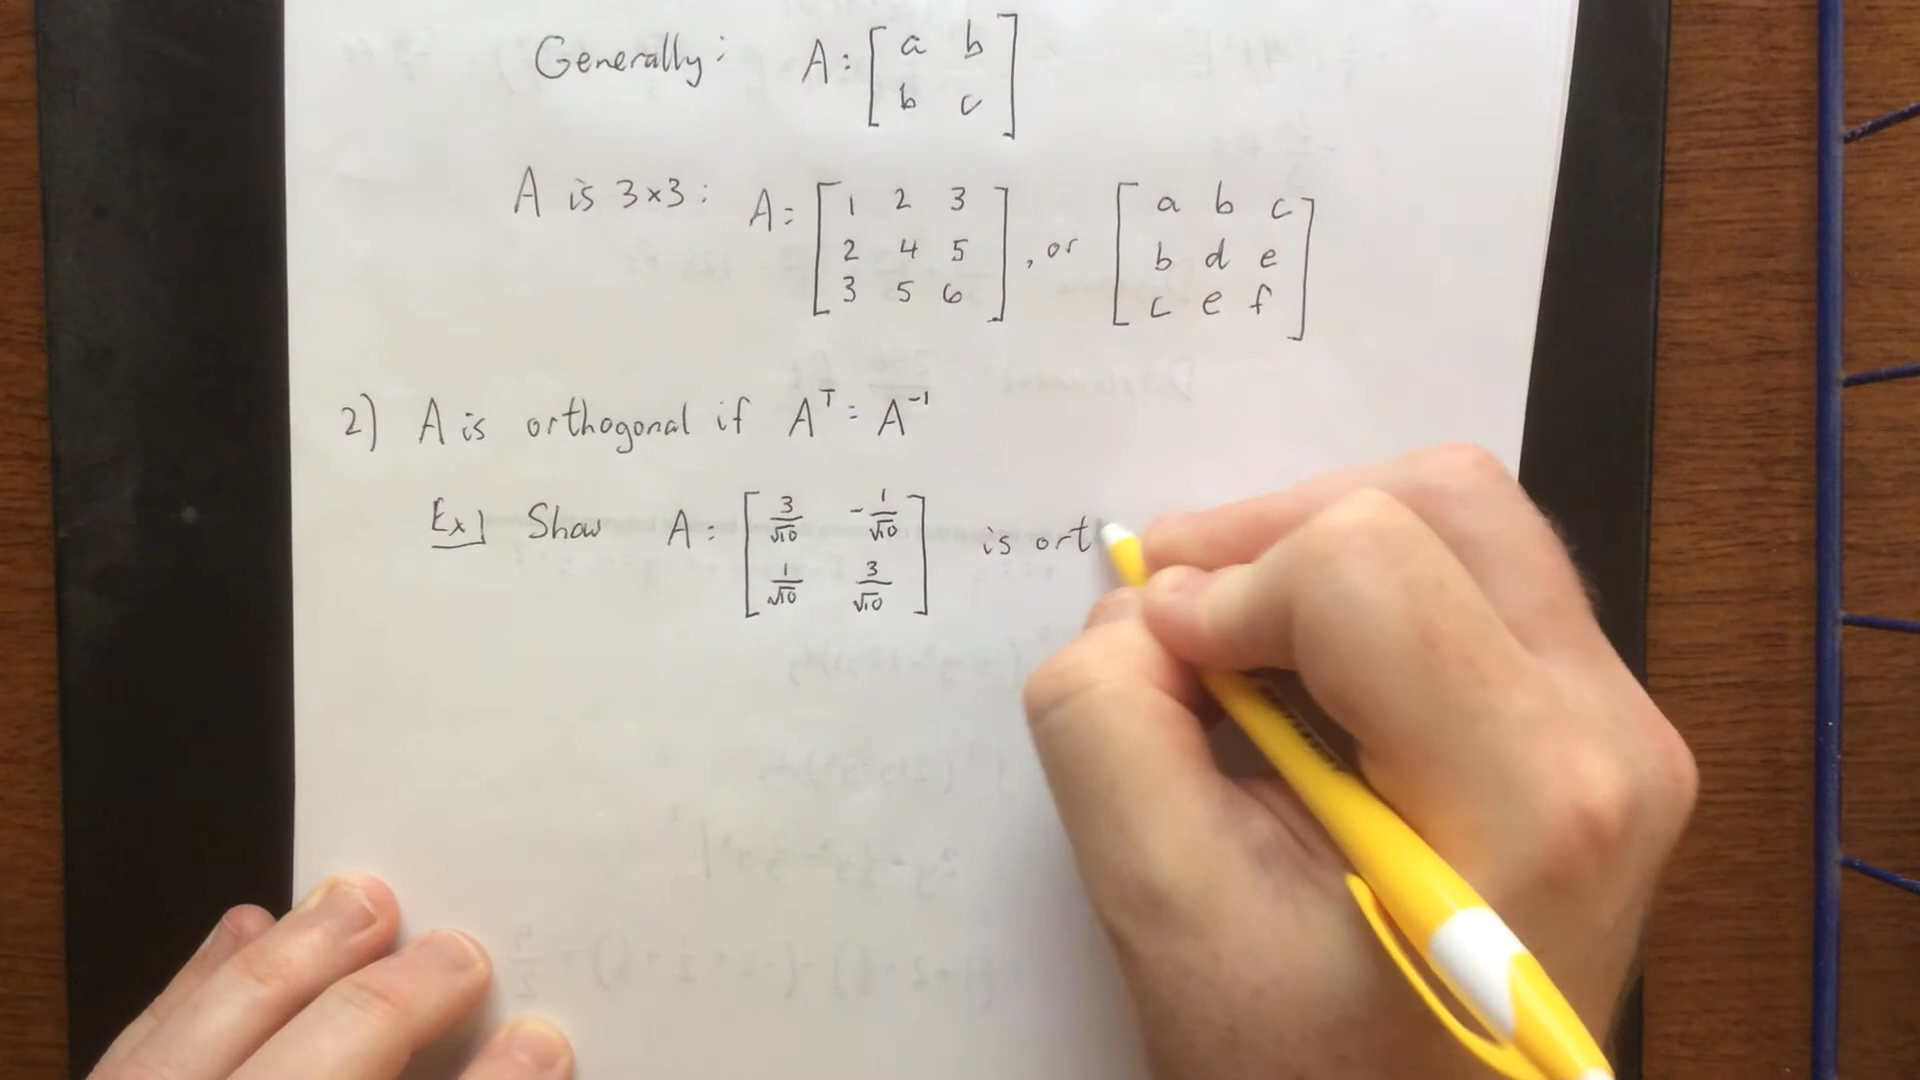 Generally: A = [ a b
b c ]
A is 3×3: A = [ 1 2 3
2 4 5
3 5 6 ], or [ a b c
b d e
c e f ]
2) A is orthogonal if Aᵀ = A⁻¹
Ex] Show A = [ 3/√10 -1/√10
1/√10 3/√10 ] is ort